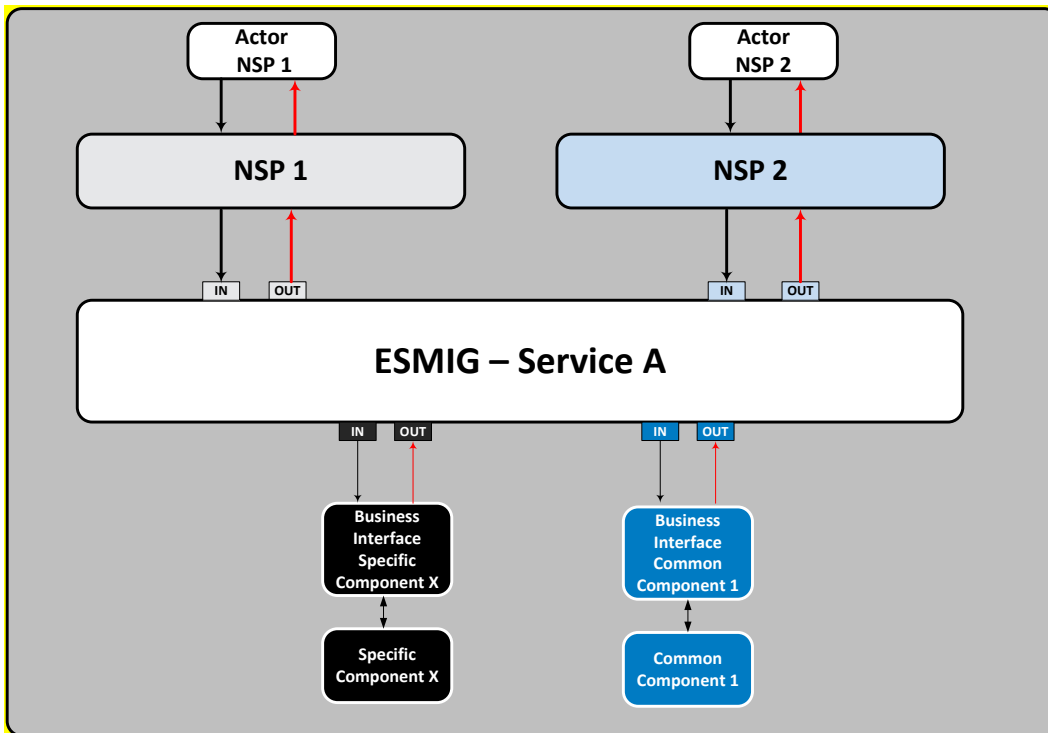 Actor
NSP 1
Actor
NSP 2
NSP 1
NSP 2
IN
OUT
IN
OUT
ESMIG – Service A
IN
OUT
IN
OUT
Business
Interface
Specific
Component X
Business
Interface
Common
Component 1
Specific
Component X
Common
Component 1